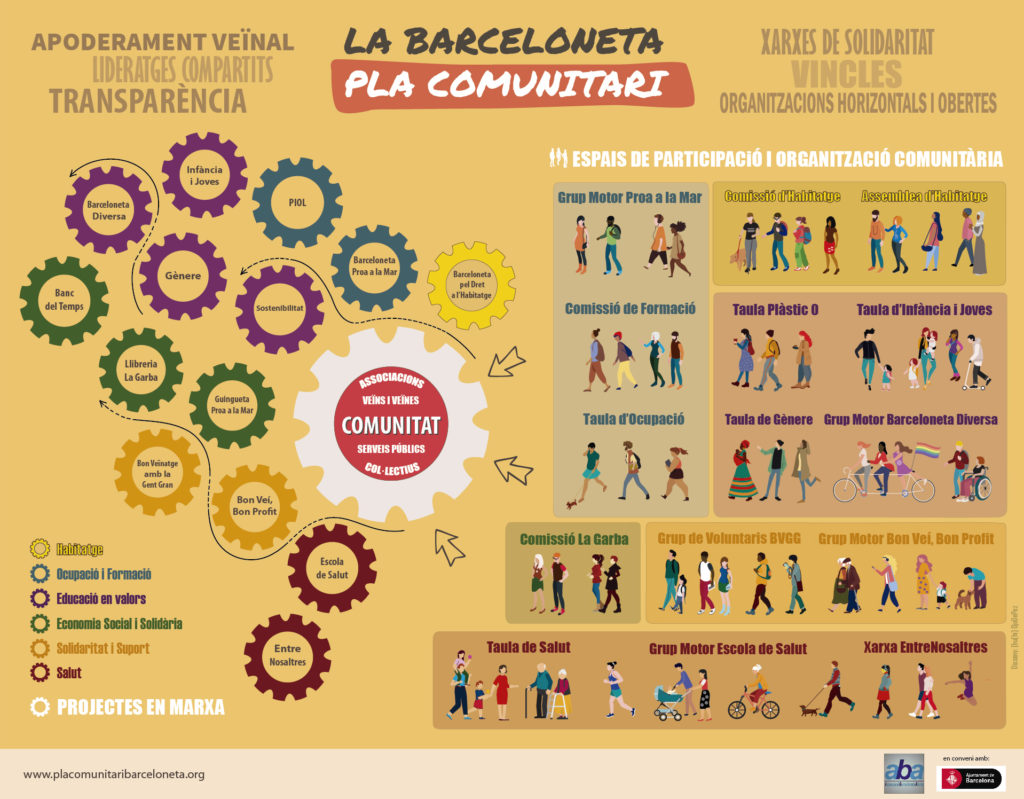 APODERAMENT VEÏNAL
LIDERATGES COMPARTITS
TRANSPARÈNCIA
LA BARCELONETA
PLA COMUNITARI
XARXES DE SOLIDARITAT
VINCLES
ORGANITZACIONS HORIZONTALS I OBERTES
Infància
i Joves
Barceloneta
Diversa
PIOL
Gènere
Barceloneta
Proa a la Mar
Barceloneta
pel Dret
a l'Habitatge
Banc
del Temps
Sostenibilitat
Llibreria
La Garba
Guingueta
Proa a la Mar
Bon Veïnatge
amb la
Gent Gran
Bon Veí,
Bon Profit
Escola
de Salut
Entre
Nosaltres
ASSOCIACIONS
VEÏNS I VEÏNES
COMUNITAT
SERVEIS PÚBLICS
COL·LECTIUS
Habitatge
Ocupació i Formació
Educació en valors
Economia Social i Solidària
Solidaritat i Suport
Salut
PROJECTES EN MARXA
ESPAIS DE PARTICIPACIÓ I ORGANITZACIÓ COMUNITÀRIA
Grup Motor Proa a la Mar
Comissió d'Habitatge
Assemblea d'Habitatge
Comissió de Formació
Taula Plàstic 0
Taula d'Infància i Joves
Taula d'Ocupació
Taula de Gènere
Grup Motor Barceloneta Diversa
Comissió La Garba
Grup de Voluntaris BVGG
Grup Motor Bon Veí, Bon Profit
Taula de Salut
Grup Motor Escola de Salut
Xarxa EntreNosaltres
www.placomunitaribarceloneta.org
aba
en conveni amb:
Ajuntament de
Barcelona